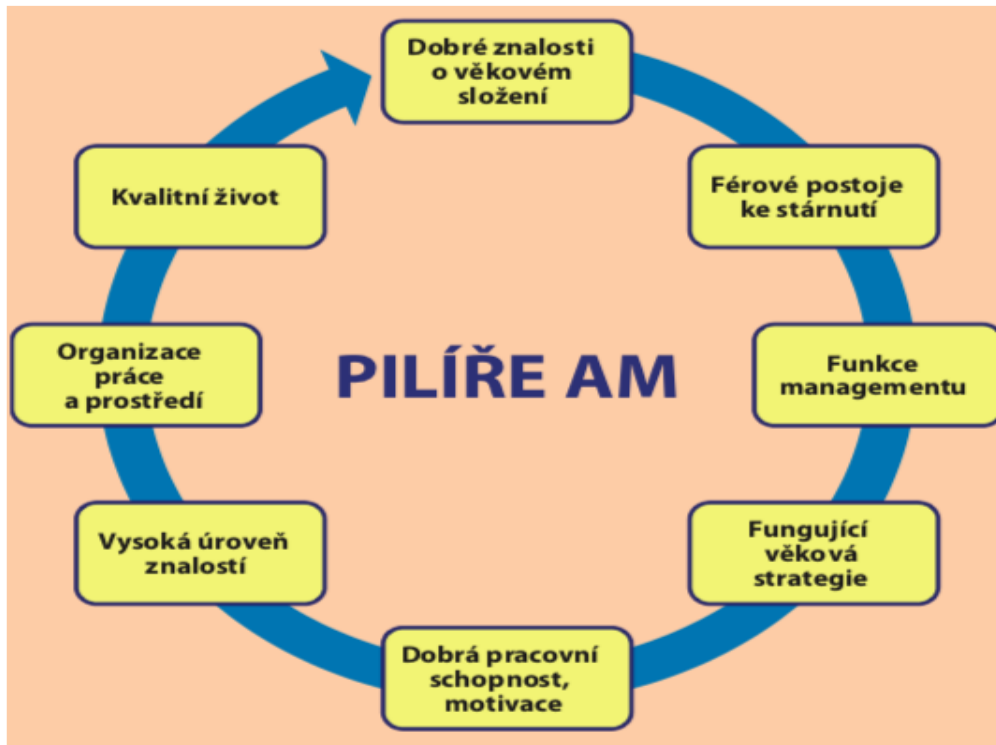 Dobré znalosti
o věkovém
složení
Férové postoje
ke stárnutí
Funkce
managementu
Fungující
věková
strategie
Dobrá pracovní
schopnost,
motivace
Vysoká úroveň
znalostí
Organizace
práce
a prostředí
Kvalitní život
PILÍŘE AM